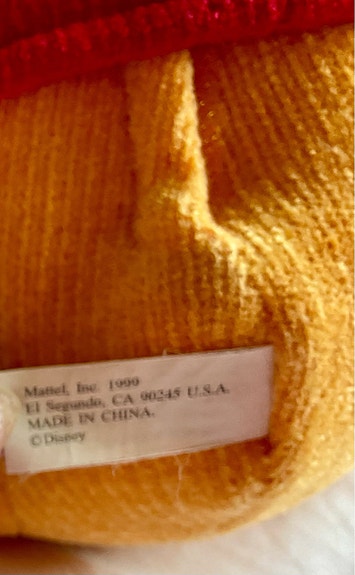 Mattel, Inc. 1999
El Segundo, CA 90245 U.S.A.
MADE IN CHINA.
©Disney